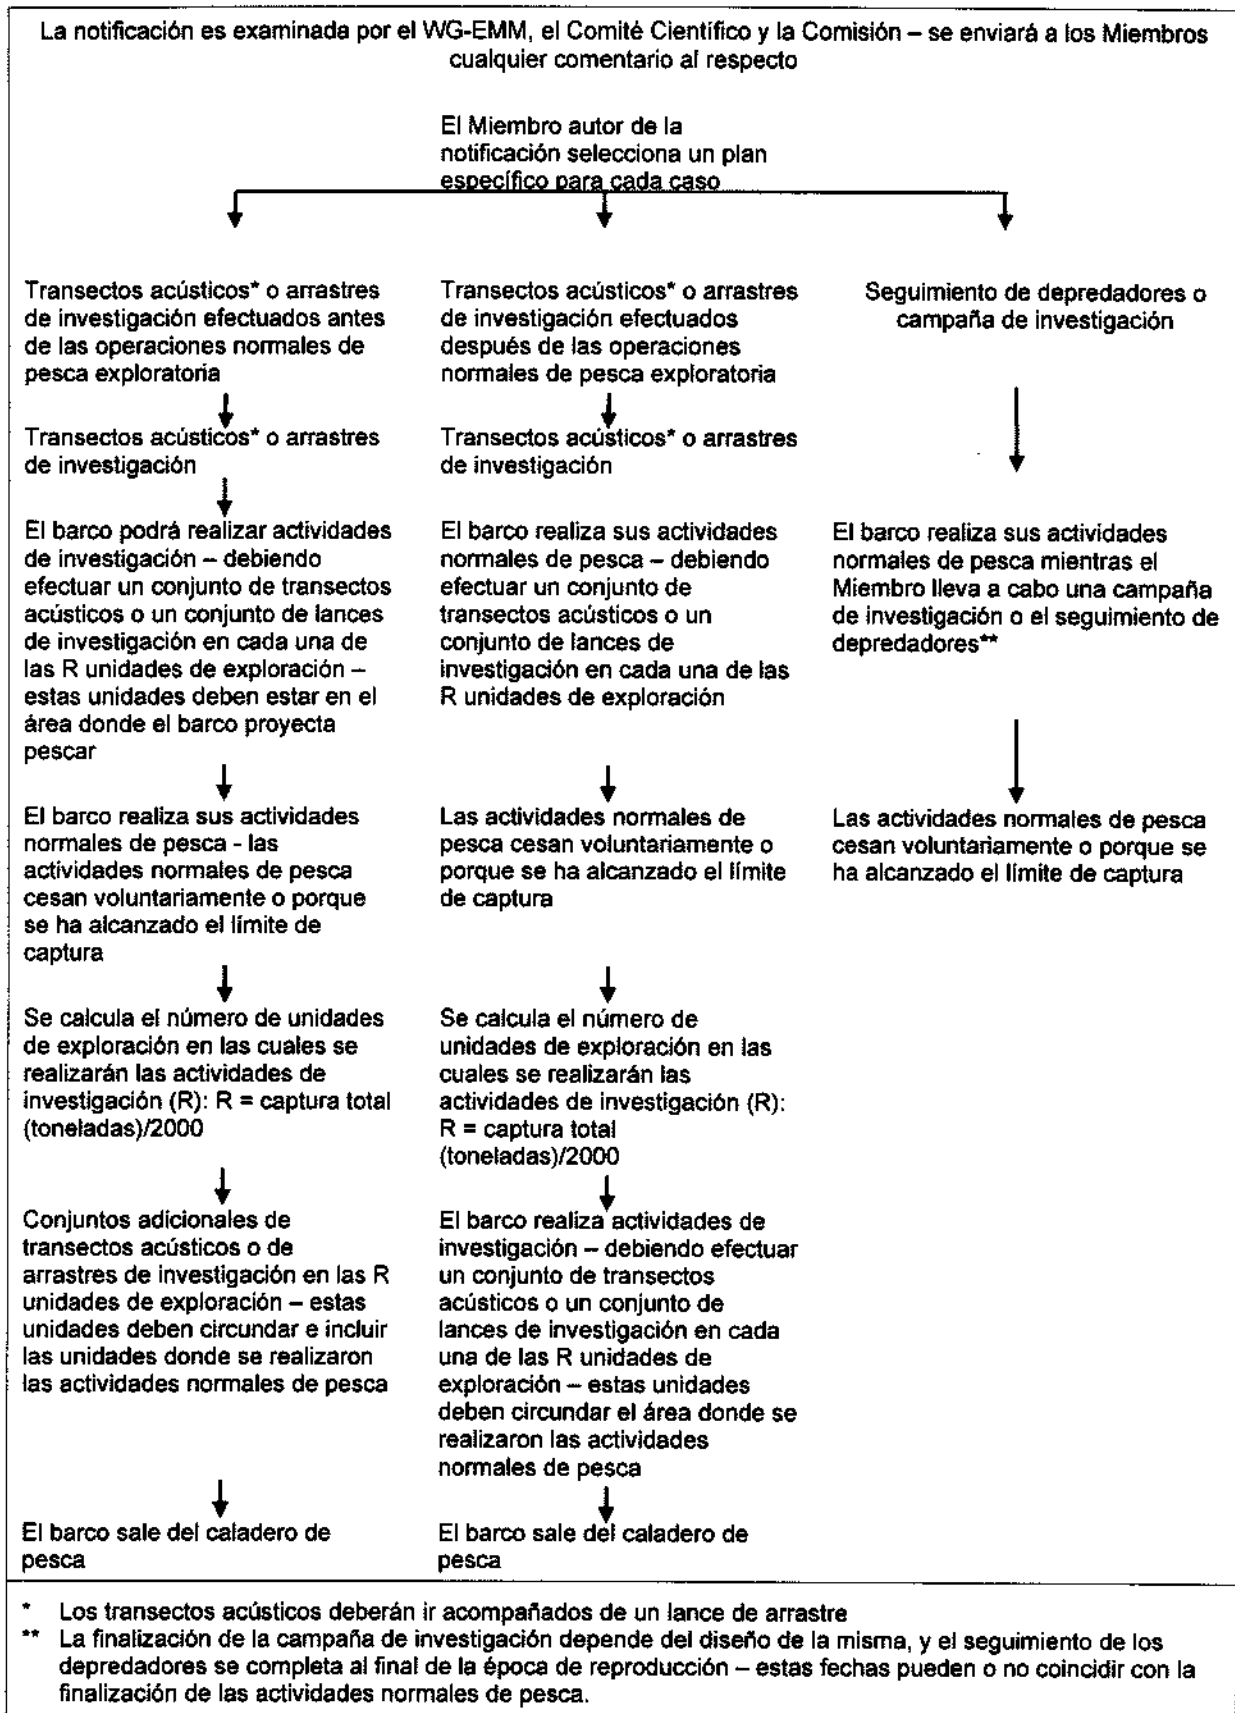 La notificación es examinada por el WG-EMM, el Comité Científico y la Comisión – se enviará a los Miembros
cualquier comentario al respecto
El Miembro autor de la
notificación selecciona un plan
específico para cada caso
Transectos acústicos* o arrastres
de investigación efectuados antes
de las operaciones normales de
pesca exploratoria
Transectos acústicos* o arrastres
de investigación
El barco podrá realizar actividades
de investigación – debiendo
efectuar un conjunto de transectos
acústicos o un conjunto de lances
de investigación en cada una de
las R unidades de exploración –
estas unidades deben estar en el
área donde el barco proyecta
pescar
El barco realiza sus actividades
normales de pesca - las
actividades normales de pesca
cesan voluntariamente o porque
se ha alcanzado el límite de
captura
Se calcula el número de unidades
de exploración en las cuales se
realizarán las actividades de
investigación (R): R = captura total
(toneladas)/2000
Conjuntos adicionales de
transectos acústicos o de
arrastres de investigación en las R
unidades de exploración – estas
unidades deben circundar e incluir
las unidades donde se realizaron
las actividades normales de pesca
El barco sale del caladero de
pesca
Transectos acústicos* o arrastres
de investigación efectuados
después de las operaciones
normales de pesca exploratoria
Transectos acústicos* o arrastres
de investigación
El barco realiza sus actividades
normales de pesca – debiendo
efectuar un conjunto de
transectos acústicos o un
conjunto de lances de
investigación en cada una de las
R unidades de exploración
Las actividades normales de
pesca cesan voluntariamente o
porque se ha alcanzado el límite
de captura
Se calcula el número de
unidades de exploración en las
cuales se realizarán las
actividades de investigación (R):
R = captura total
(toneladas)/2000
El barco realiza actividades de
investigación – debiendo efectuar
un conjunto de transectos
acústicos o un conjunto de
lances de investigación en cada
una de las R unidades de
exploración – estas unidades
deben circundar el área donde se
realizaron las actividades
normales de pesca
El barco sale del caladero de
pesca
Seguimiento de depredadores o
campaña de investigación
El barco realiza sus actividades
normales de pesca mientras el
Miembro lleva a cabo una campaña
de investigación o el seguimiento de
depredadores**
Las actividades normales de pesca
cesan voluntariamente o porque se
ha alcanzado el límite de captura
* Los transectos acústicos deberán ir acompañados de un lance de arrastre
** La finalización de la campaña de investigación depende del diseño de la misma, y el seguimiento de los
depredadores se completa al final de la época de reproducción – estas fechas pueden o no coincidir con la
finalización de las actividades normales de pesca.